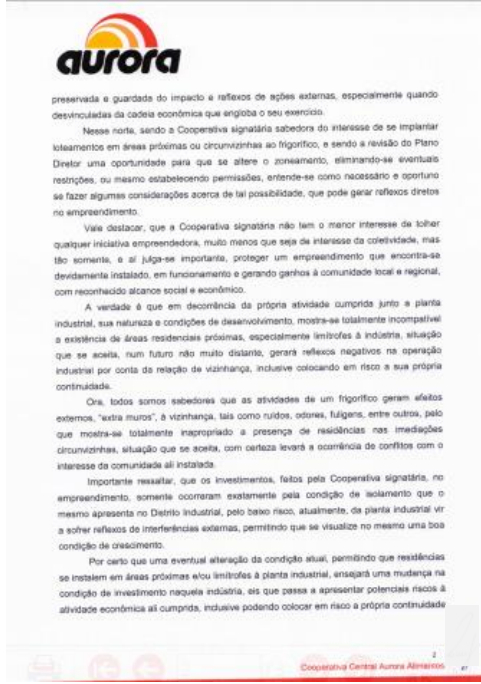 aurora
preservada e guardada do impacto e reflexos de ações externas, especialmente quando
desvinculadas da cadeia econômica que engloba o seu exercício.
Nesse norte, sendo a Cooperativa signatária sabedora do interesse de se implantar
loteamentos em áreas próximas ou circunvizinhas ao frigorífico, e sendo a revisão do Plano
Diretor uma oportunidade para que se altere o zoneamento, eliminando-se eventuais
restrições, ou mesmo estabelecendo permissões, entende-se como necessário e oportuno
se fazer algumas considerações acerca de tal possibilidade, que pode gerar reflexos diretos
no empreendimento.
Vale destacar, que a Cooperativa signatária não tem o menor interesse de tolher
qualquer iniciativa empreendedora, muito menos que seja de interesse da coletividade, mas
tão somente, e aí julga-se importante, proteger um empreendimento que encontra-se
devidamente instalado, em funcionamento e gerando ganhos à comunidade local e regional,
com reconhecido alcance social e econômico.
A verdade é que em decorrência da própria atividade cumprida junto a planta
industrial, sua natureza e condições de desenvolvimento, mostra-se totalmente incompatível
a existência de áreas residenciais próximas, especialmente limítrofes à indústria, situação
que se aceita, num futuro não muito distante, gerará reflexos negativos na operação
industrial por conta da relação de vizinhança, inclusive colocando em risco a sua própria
continuidade.
Ora, todos somos sabedores que as atividades de um frigorífico geram efeitos
externos, "extra muros", à vizinhança, tais como ruídos, odores, fuligens, entre outros, pelo
que mostra-se totalmente inapropriado a presença de residências nas imediações
circunvizinhas, situação que se aceita, com certeza levará a ocorrência de conflitos com o
interesse da comunidade ali instalada.
Importante ressaltar, que os investimentos, feitos pela Cooperativa signatária, no
empreendimento, somente ocorreram exatamente pela condição de isolamento que o
mesmo apresenta no Distrito Industrial, pelo baixo risco, atualmente, da planta industrial vir
a sofrer reflexos de interferências externas, permitindo que se visualize no mesmo uma boa
condição de crescimento.
Por certo que uma eventual alteração da condição atual, permitindo que residências
se instalem em áreas próximas e/ou limítrofes à planta industrial, ensejará uma mudança na
condição de investimento naquela indústria, eis que passa a apresentar potenciais riscos à
atividade econômica ali cumprida, inclusive podendo colocar em risco a própria continuidade
2
Cooperativa Central Aurora Alimentos